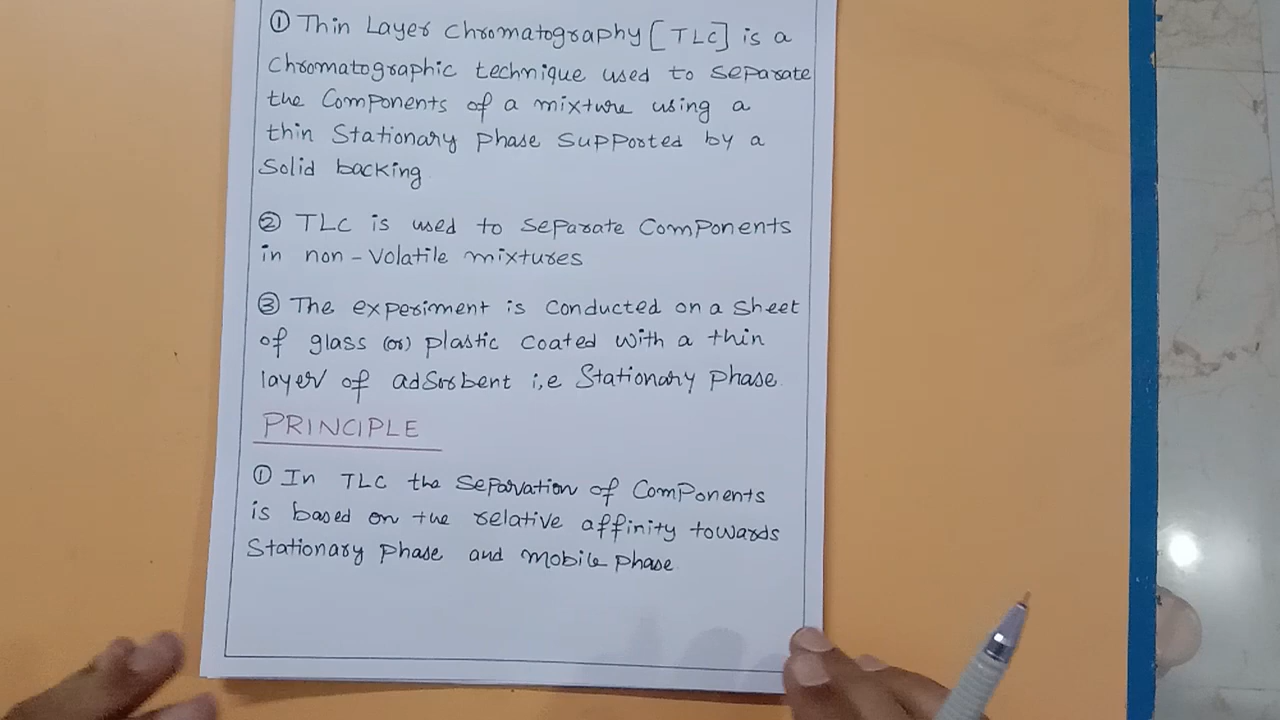 ① Thin Layer Chromatography [TLC] is a
Chromatographic technique used to separate
the Components of a mixture using a
thin Stationary phase supported by a
Solid backing.
② TLC is used to separate Components
in non-volatile mixtures
③ The experiment is conducted on a sheet
of glass (or) plastic coated with a thin
layer of adsorbent i,e Stationary phase.
PRINCIPLE
① In TLC the separation of Components
is based on the relative affinity towards
Stationary phase and mobile phase.